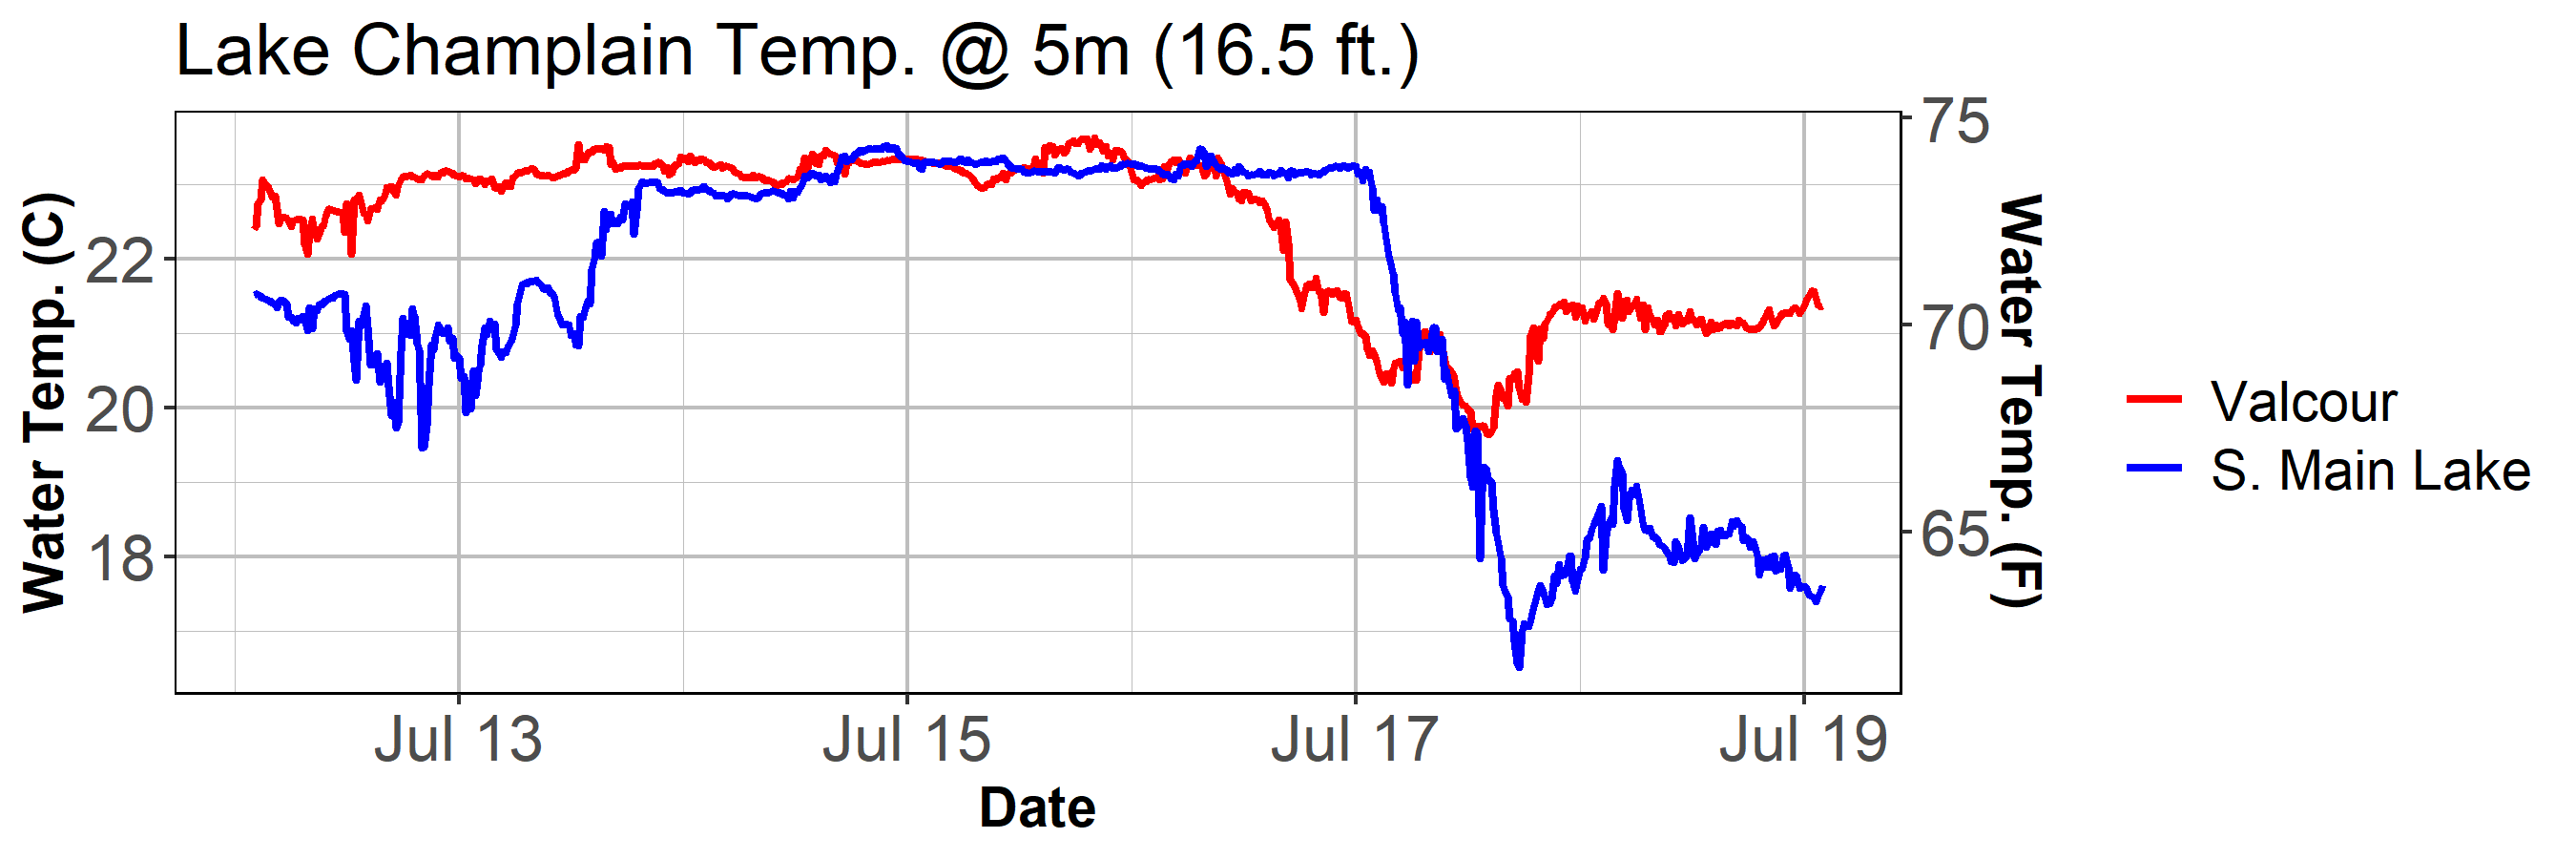 Lake Champlain Temp. @ 5m (16.5 ft.)
Water Temp. (C)
22
20
18
75
70
65
Water Temp. (F)
Jul 13
Jul 15
Jul 17
Jul 19
Date
Valcour
S. Main Lake